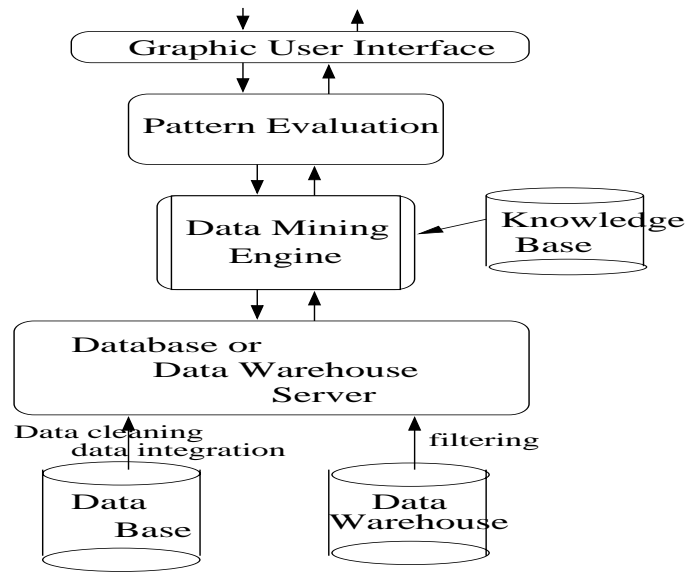 Graphic User Interface
Pattern Evaluation
Data Mining
Engine
Knowledge
Base
Database or
Data Warehouse
Server
Data cleaning
data integration
filtering
Data
Base
Data
Warehouse